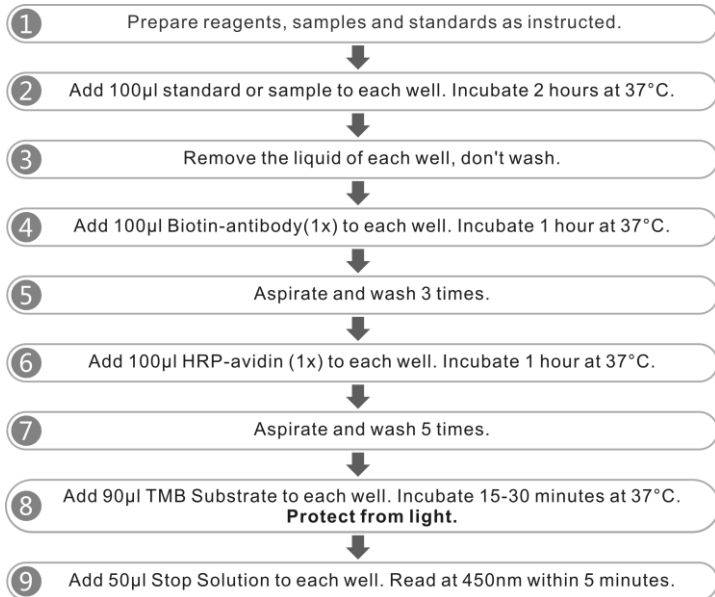 1 Prepare reagents, samples and standards as instructed.
2 Add 100μl standard or sample to each well. Incubate 2 hours at 37°C.
3 Remove the liquid of each well, don't wash.
4 Add 100μl Biotin-antibody(1x) to each well. Incubate 1 hour at 37°C.
5 Aspirate and wash 3 times.
6 Add 100μl HRP-avidin (1x) to each well. Incubate 1 hour at 37°C.
7 Aspirate and wash 5 times.
8 Add 90μl TMB Substrate to each well. Incubate 15-30 minutes at 37°C.
Protect from light.
9 Add 50μl Stop Solution to each well. Read at 450nm within 5 minutes.